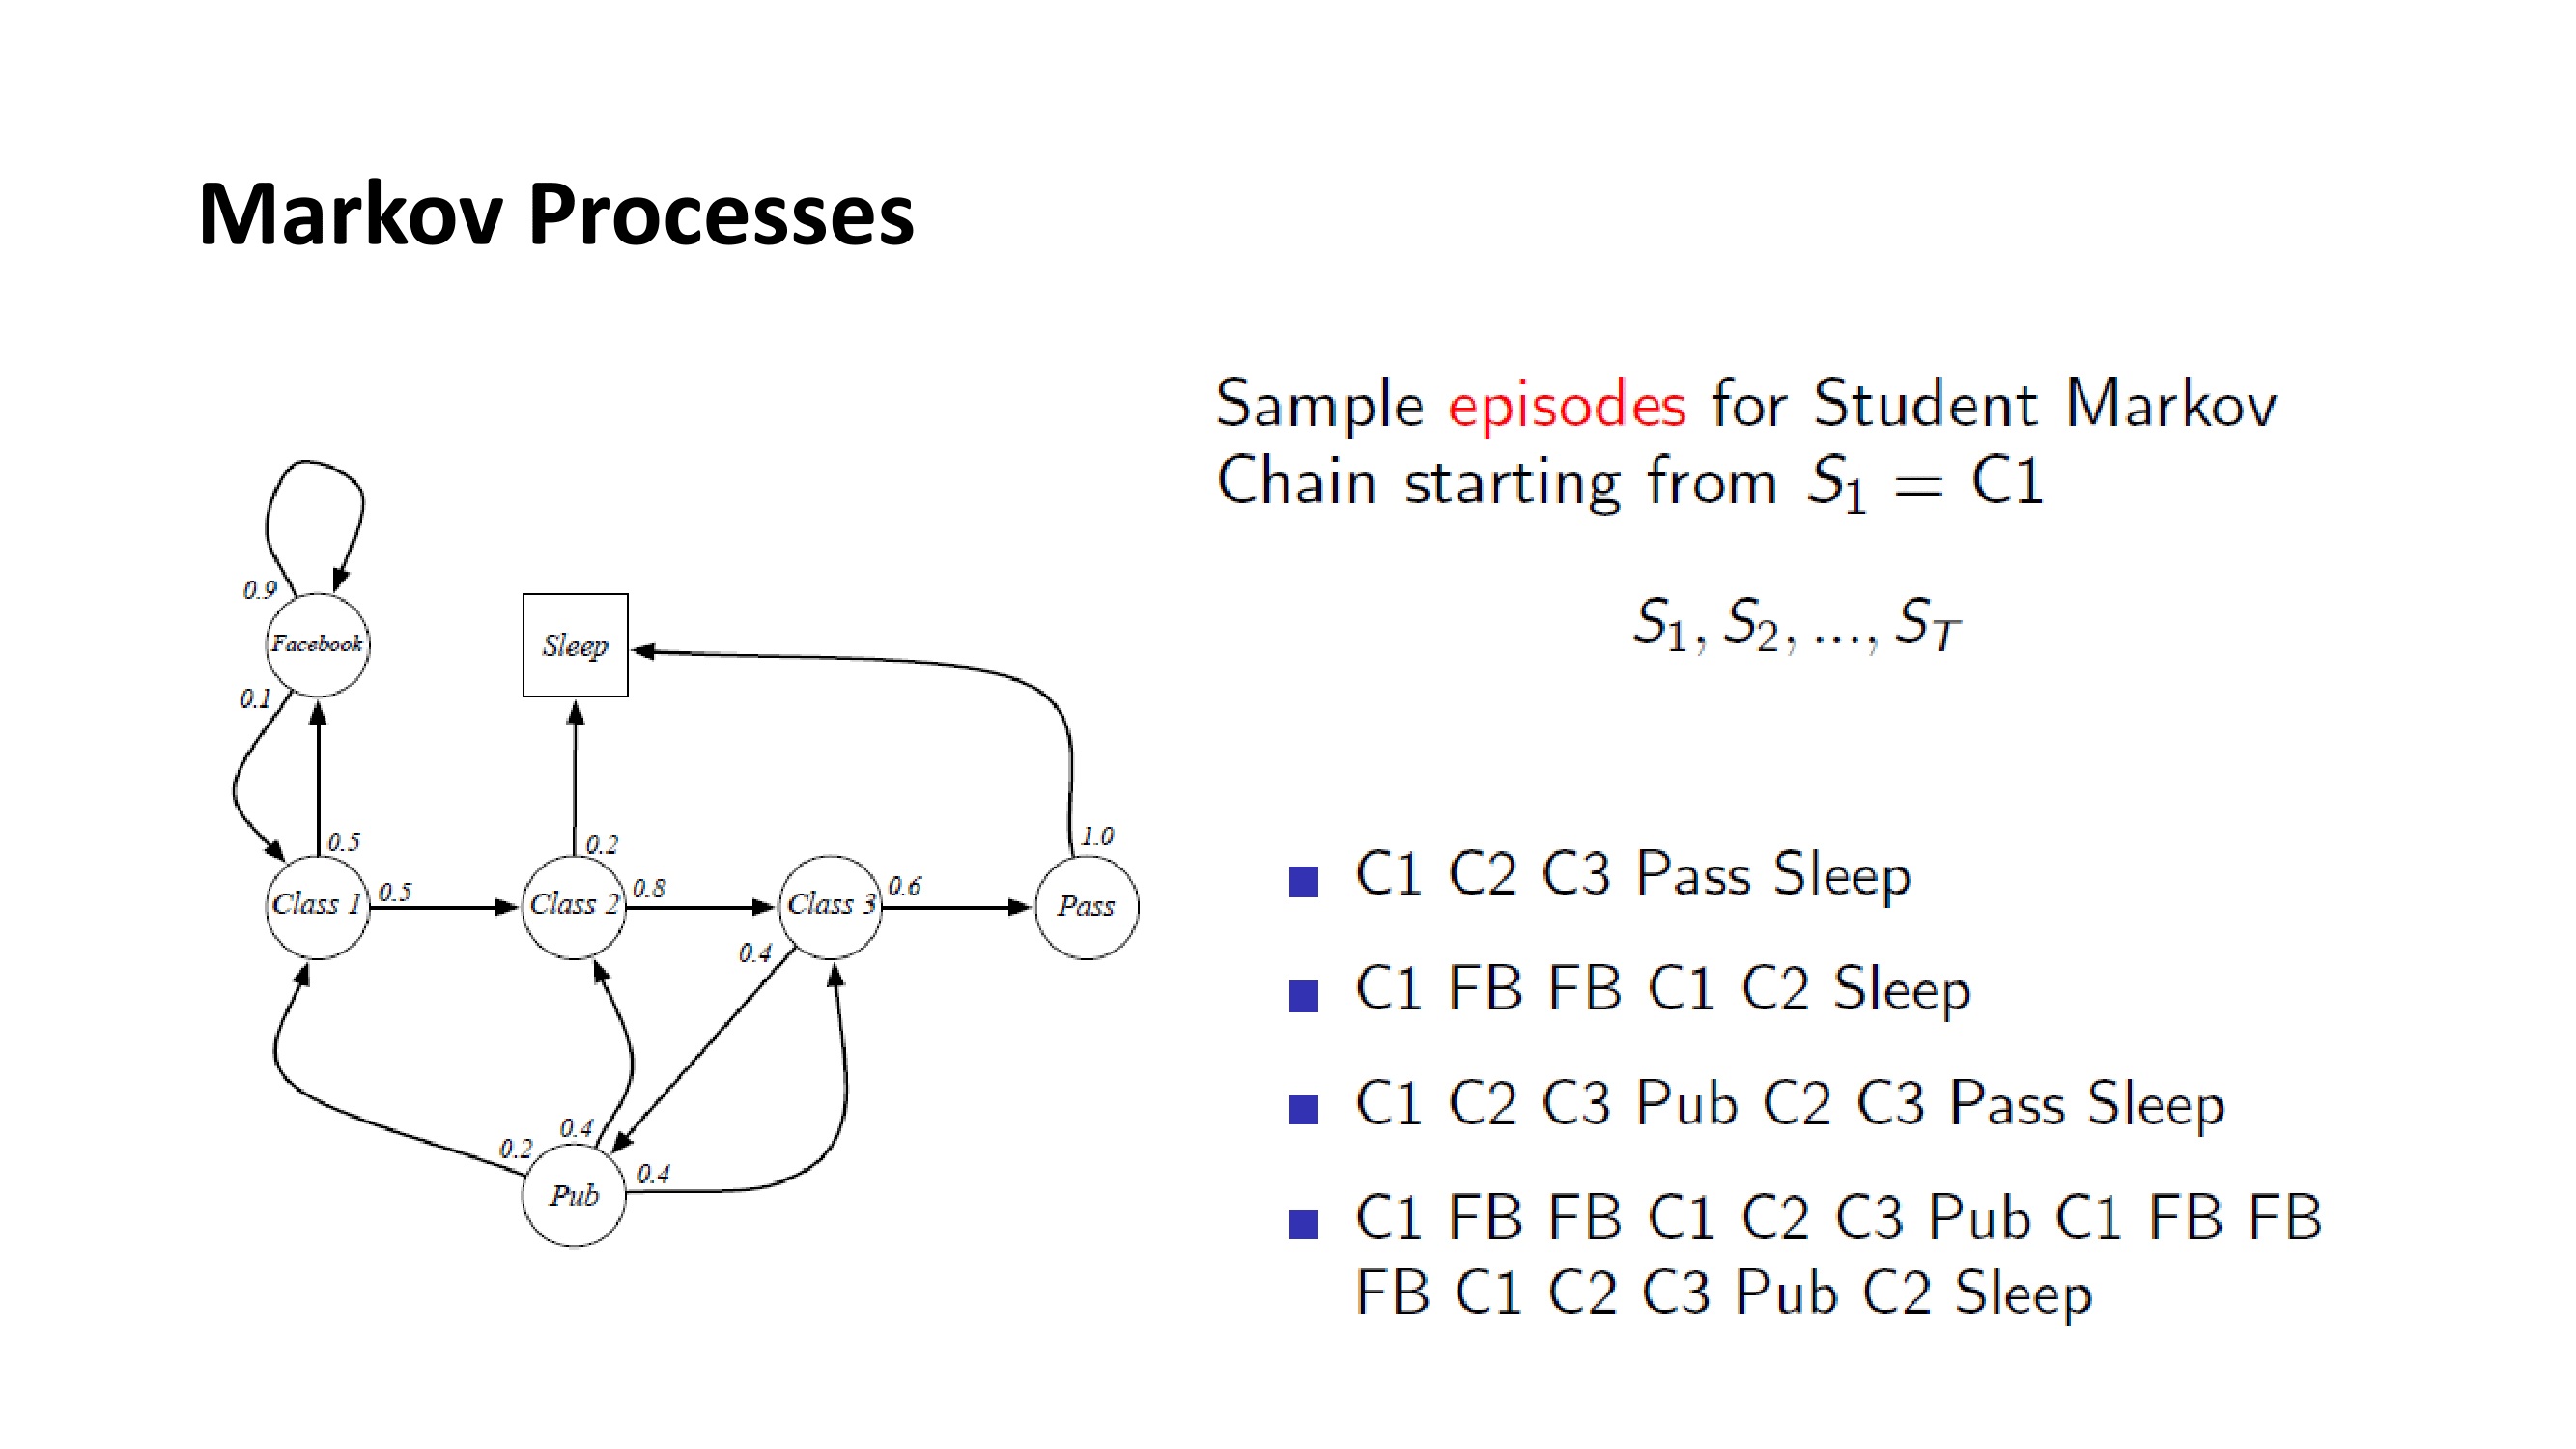 Markov Processes
Sample episodes for Student Markov
Chain starting from S₁ = C1
S₁, S₂, ..., S_T
0.9
Facebook
Sleep
0.1
0.5
0.2
1.0
Class 1
0.5
Class 2
0.8
Class 3
0.6
Pass
0.4
0.4
0.2
0.4
Pub
C1 C2 C3 Pass Sleep
C1 FB FB C1 C2 Sleep
C1 C2 C3 Pub C2 C3 Pass Sleep
C1 FB FB C1 C2 C3 Pub C1 FB FB
FB C1 C2 C3 Pub C2 Sleep